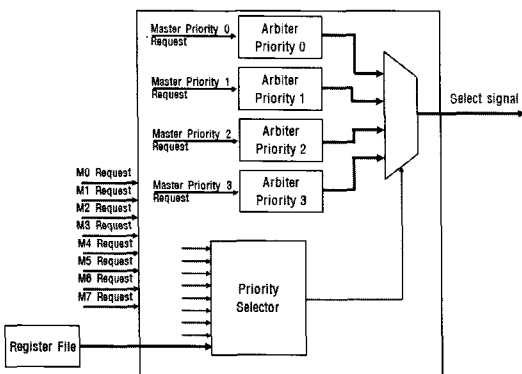 Master Priority 0
Request
Arbiter
Priority 0
Master Priority 1
Request
Arbiter
Priority 1
Select signal
Master Priority 2
Request
Arbiter
Priority 2
Master Priority 3
Request
Arbiter
Priority 3
M0 Request
M1 Request
M2 Request
M3 Request
M4 Request
M5 Request
M6 Request
M7 Request
Priority
Selector
Register File